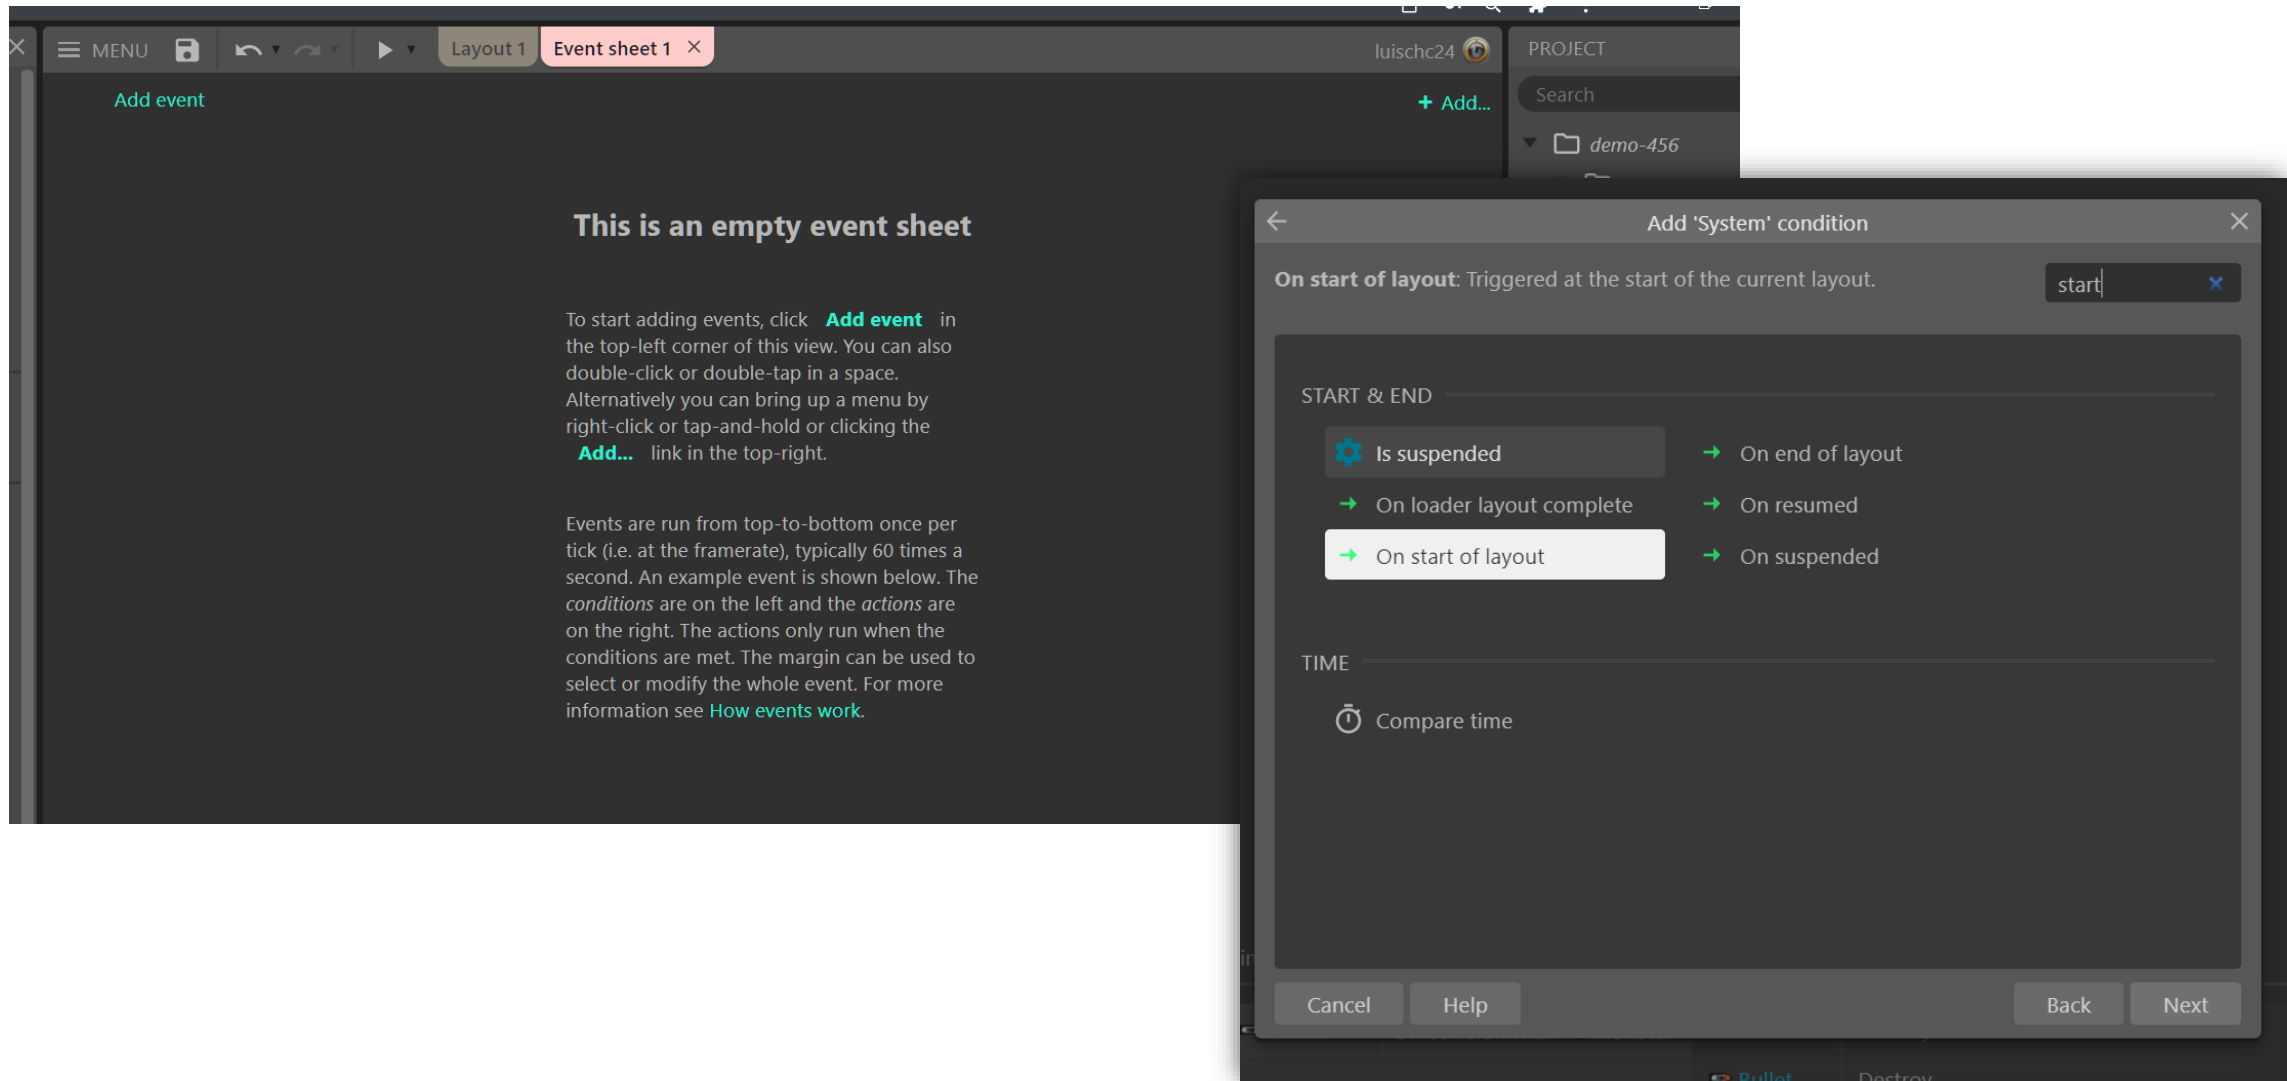 MENU
Layout 1
Event sheet 1
luischc24
PROJECT
Search
demo-456
Add event
+ Add...
This is an empty event sheet
To start adding events, click Add event in
the top-left corner of this view. You can also
double-click or double-tap in a space.
Alternatively you can bring up a menu by
right-click or tap-and-hold or clicking the
Add... link in the top-right.
Events are run from top-to-bottom once per
tick (i.e. at the framerate), typically 60 times a
second. An example event is shown below. The
conditions are on the left and the actions are
on the right. The actions only run when the
conditions are met. The margin can be used to
select or modify the whole event. For more
information see How events work.
Add 'System' condition
On start of layout: Triggered at the start of the current layout.
start
START & END
Is suspended
On end of layout
On loader layout complete
On resumed
On start of layout
On suspended
TIME
Compare time
Cancel
Help
Back
Next
Bullet
Destroy